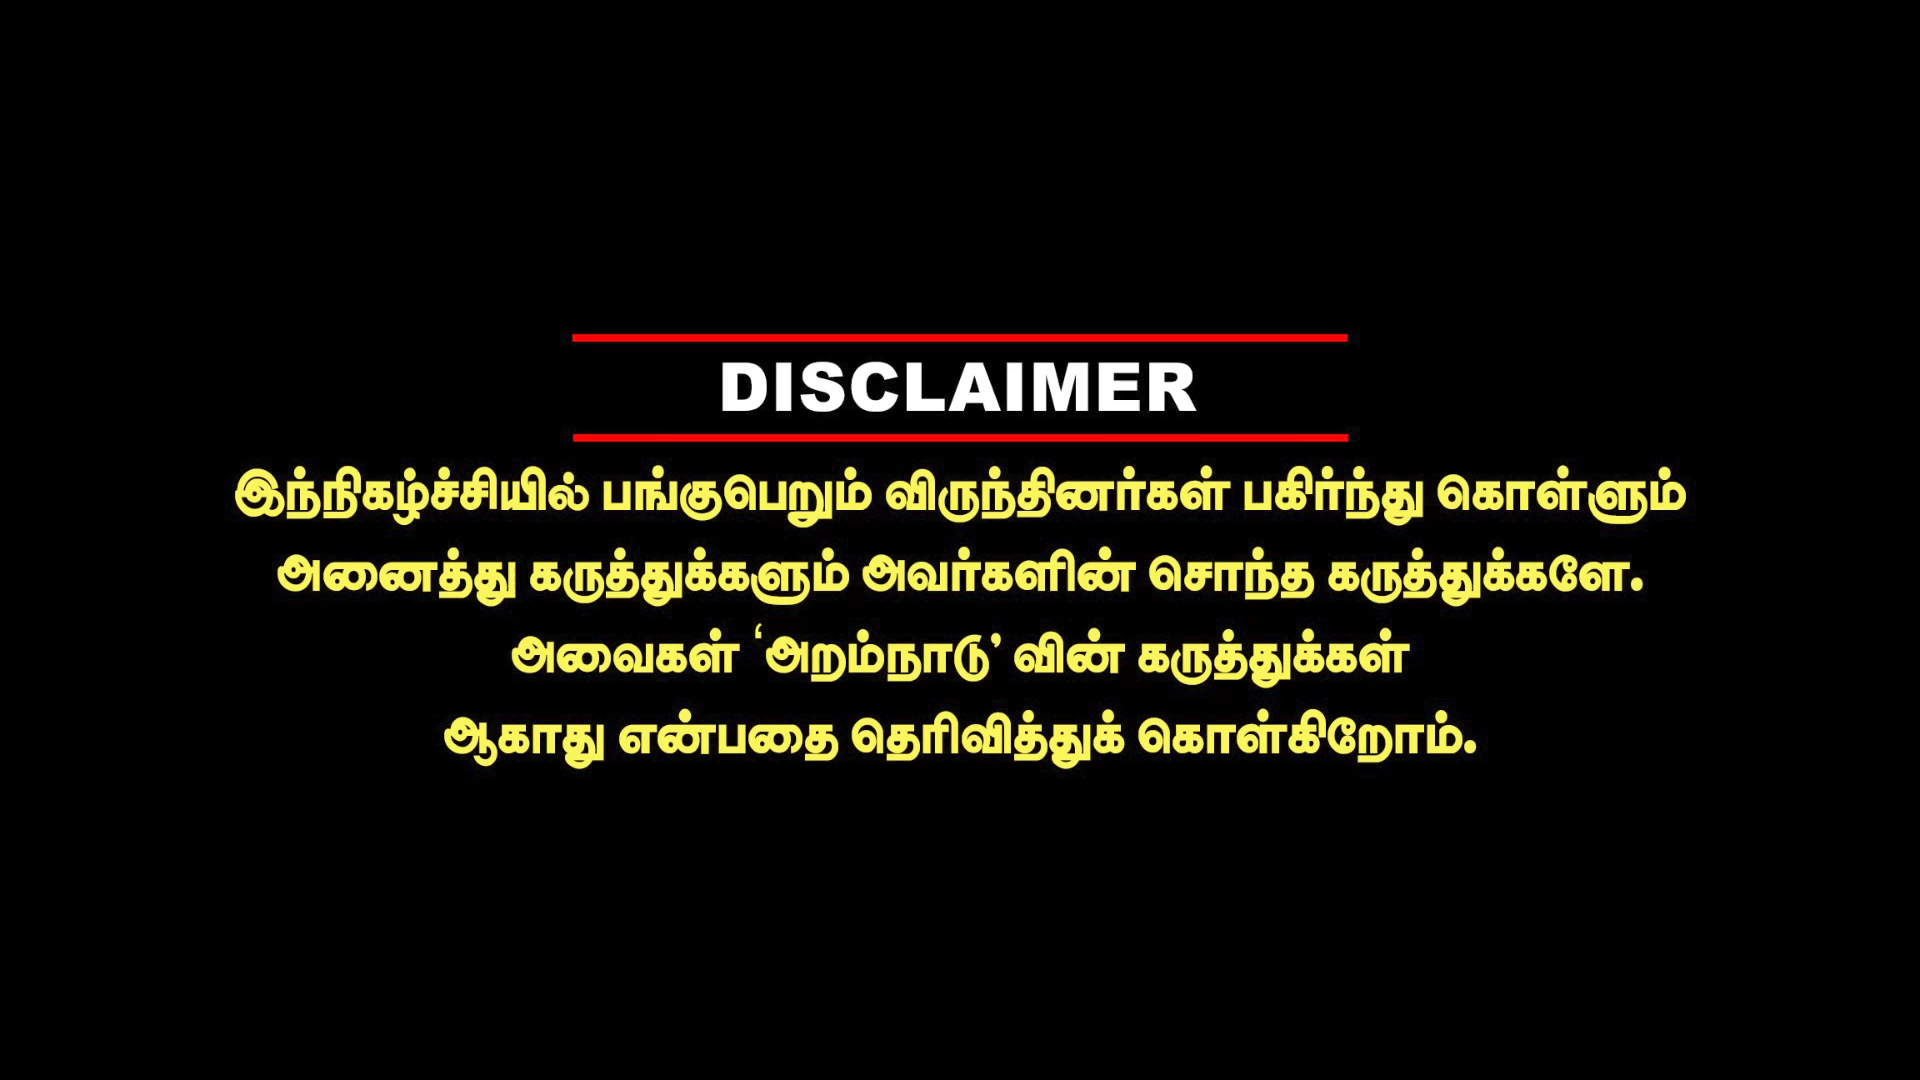 DISCLAIMER
இந்நிகழ்ச்சியில் பங்குபெறும் விருந்தினர்கள் பகிர்ந்து கொள்ளும்
அனைத்து கருத்துக்களும் அவர்களின் சொந்த கருத்துக்களே.
அவைகள் ‘அறம்நாடு’ வின் கருத்துக்கள்
ஆகாது என்பதை தெரிவித்துக் கொள்கிறோம்.